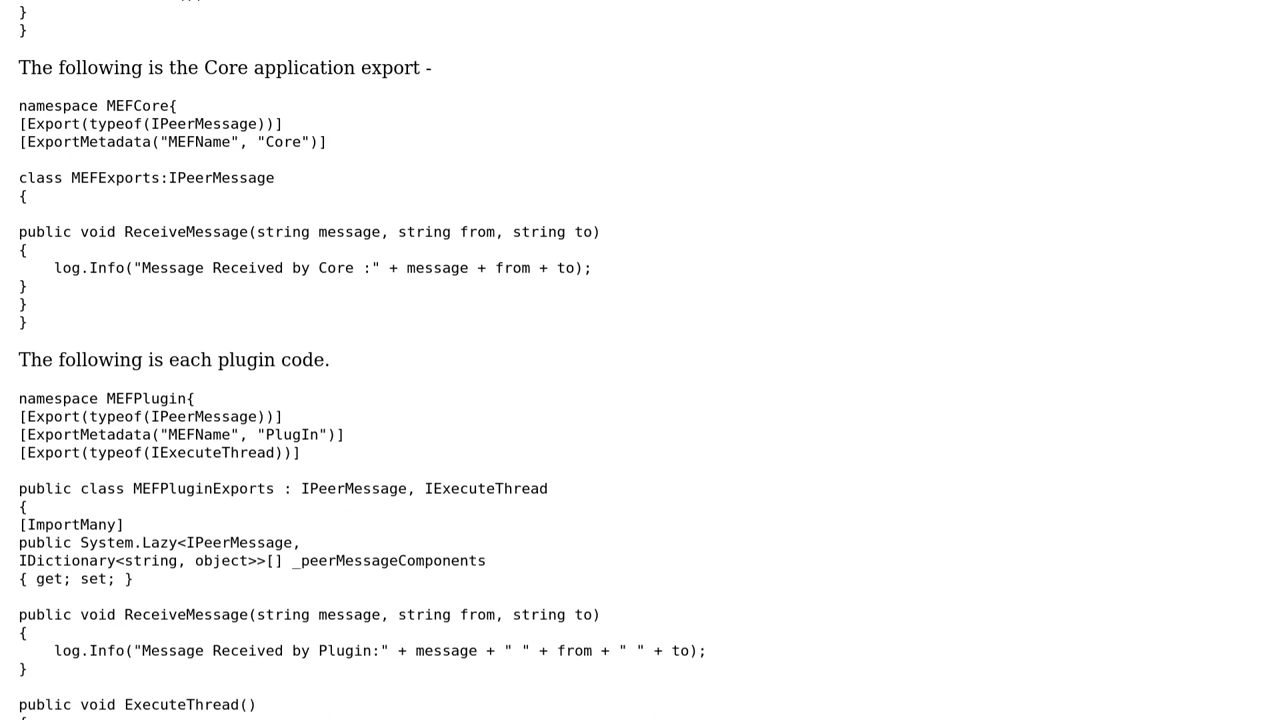 }
}
The following is the Core application export -
namespace MEFCore{
[Export(typeof(IPeerMessage))]
[ExportMetadata("MEFName", "Core")]
class MEFExports:IPeerMessage
{
public void ReceiveMessage(string message, string from, string to)
{
    log.Info("Message Received by Core :" + message + from + to);
}
}
}
The following is each plugin code.
namespace MEFPlugin{
[Export(typeof(IPeerMessage))]
[ExportMetadata("MEFName", "PlugIn")]
[Export(typeof(IExecuteThread))]
public class MEFPluginExports : IPeerMessage, IExecuteThread
{
[ImportMany]
public System.Lazy<IPeerMessage,
IDictionary<string, object>>[] _peerMessageComponents
{ get; set; }
public void ReceiveMessage(string message, string from, string to)
{
    log.Info("Message Received by Plugin:" + message + " " + from + " " + to);
}
public void ExecuteThread()